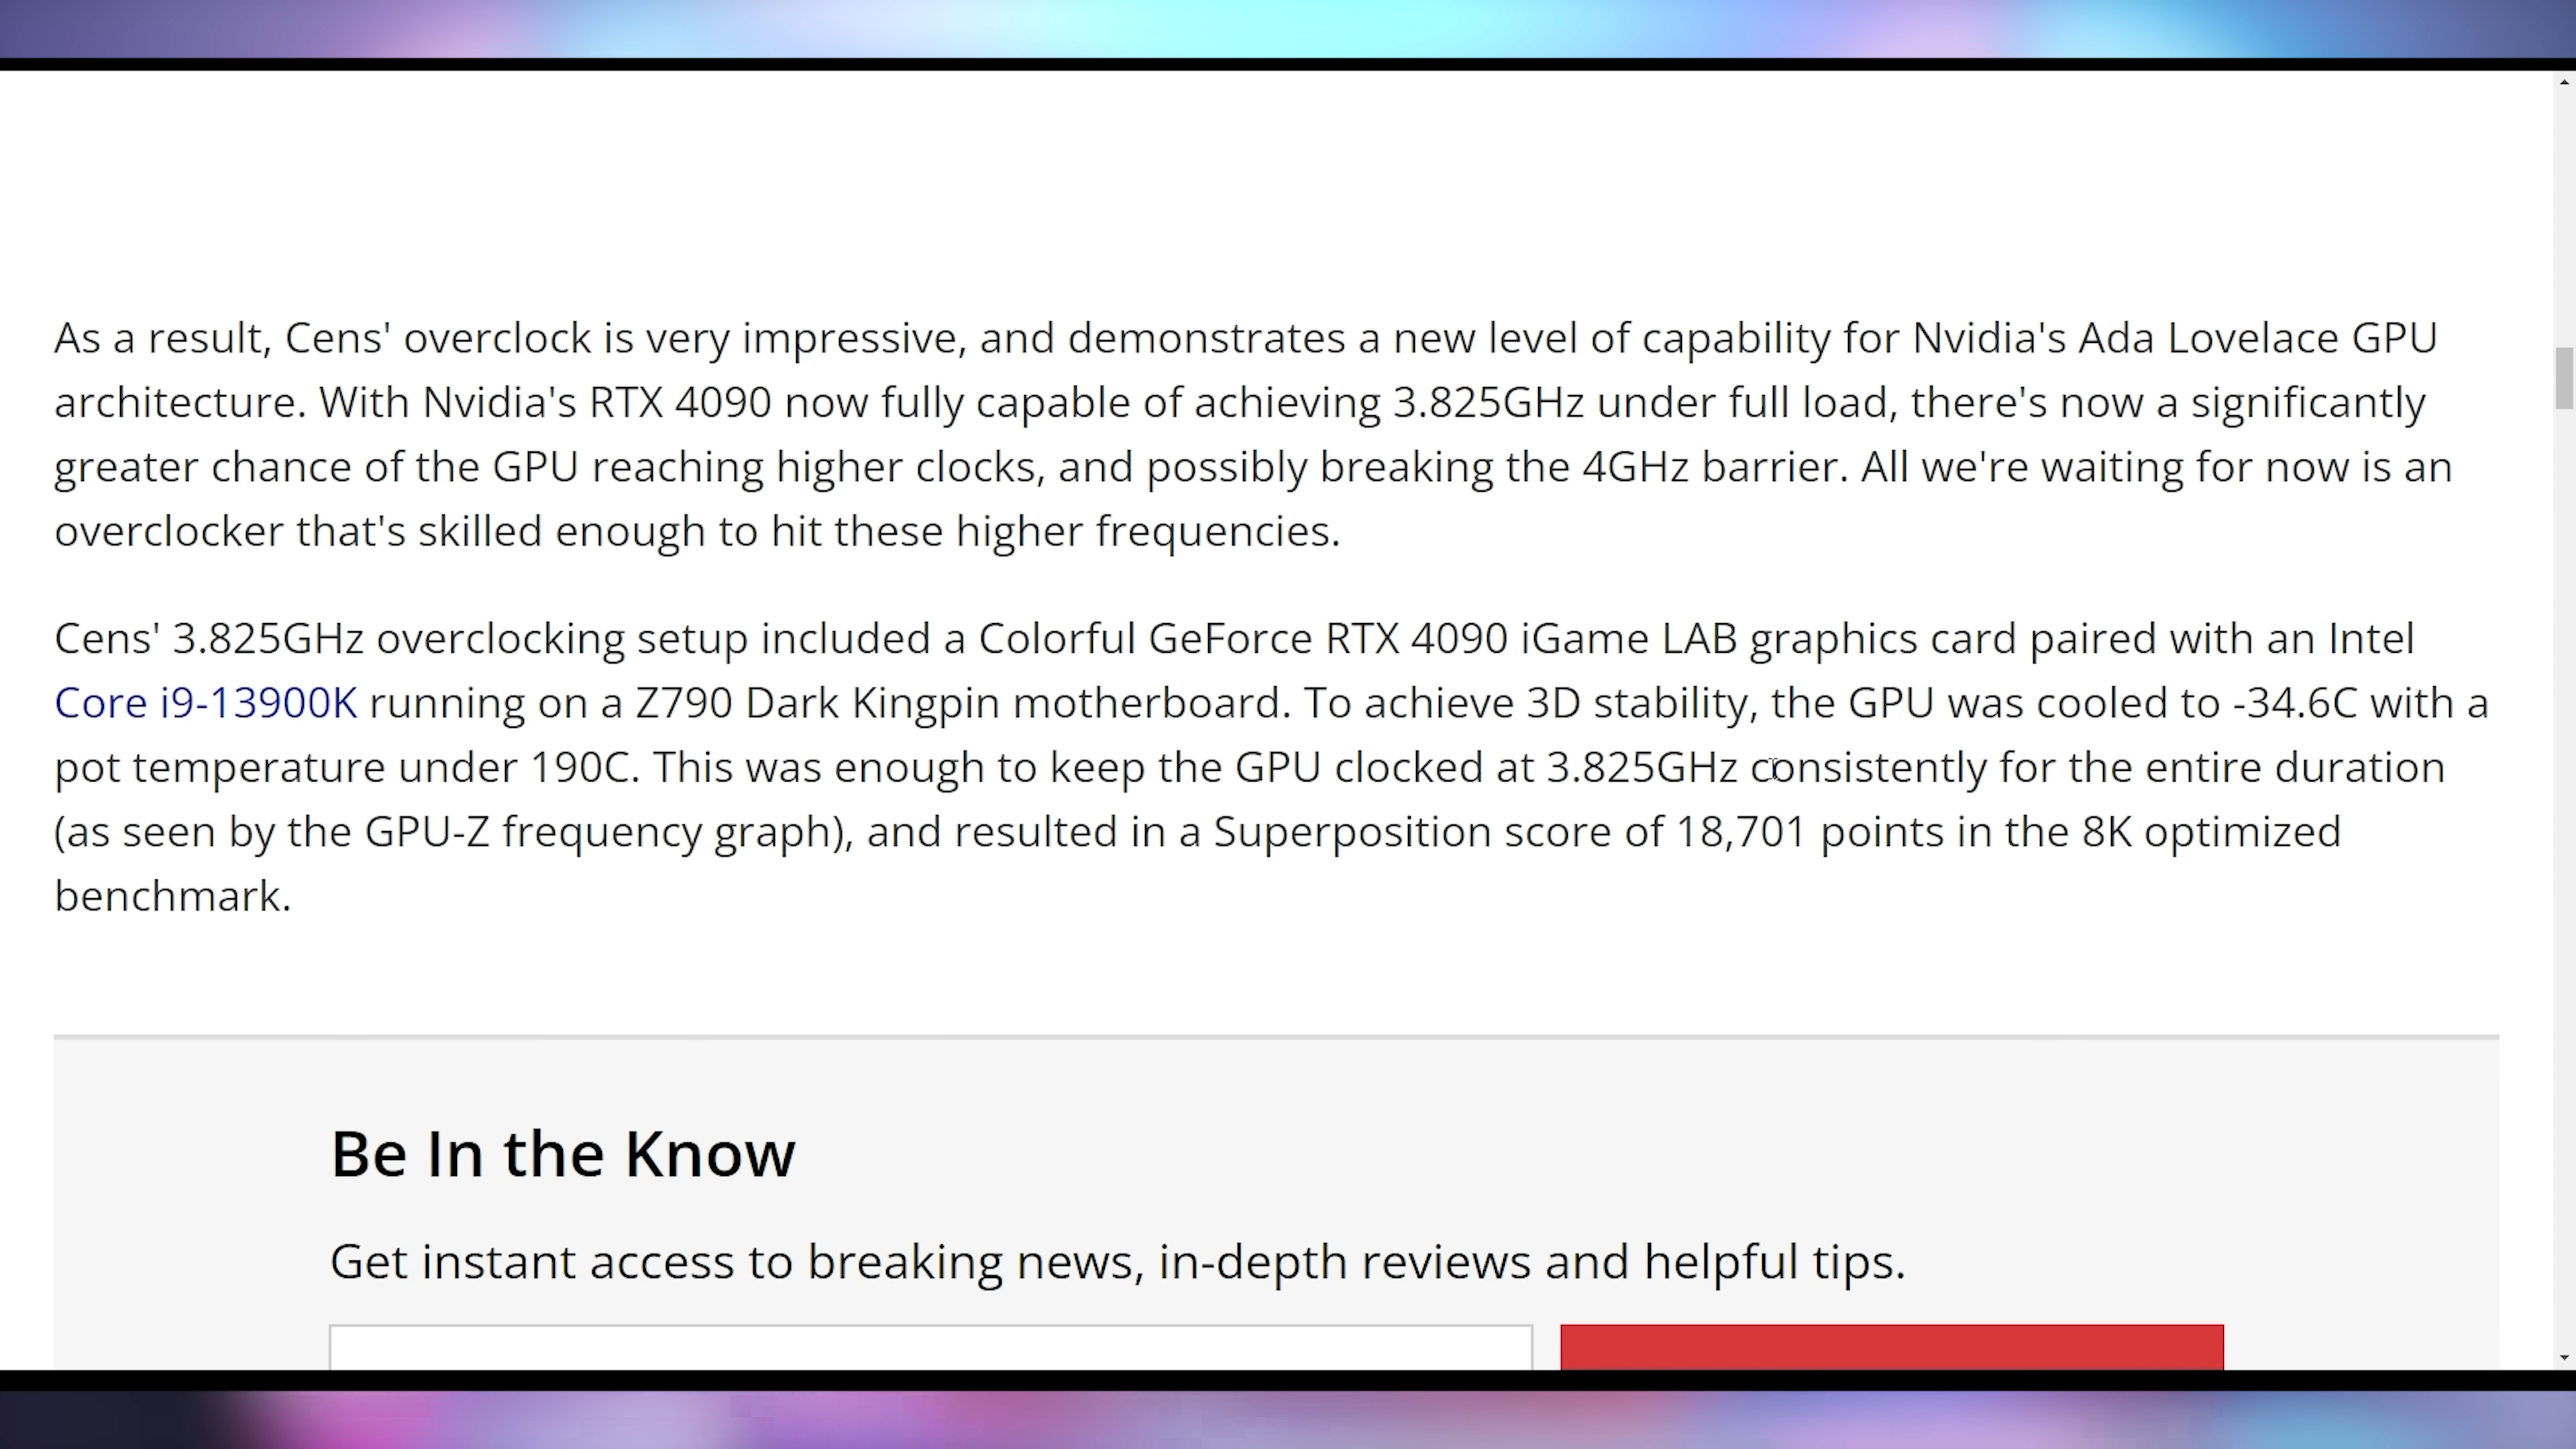 As a result, Cens' overclock is very impressive, and demonstrates a new level of capability for Nvidia's Ada Lovelace GPU
architecture. With Nvidia's RTX 4090 now fully capable of achieving 3.825GHz under full load, there's now a significantly
greater chance of the GPU reaching higher clocks, and possibly breaking the 4GHz barrier. All we're waiting for now is an
overclocker that's skilled enough to hit these higher frequencies.
Cens' 3.825GHz overclocking setup included a Colorful GeForce RTX 4090 iGame LAB graphics card paired with an Intel
Core i9-13900K running on a Z790 Dark Kingpin motherboard. To achieve 3D stability, the GPU was cooled to -34.6C with a
pot temperature under 190C. This was enough to keep the GPU clocked at 3.825GHz consistently for the entire duration
(as seen by the GPU-Z frequency graph), and resulted in a Superposition score of 18,701 points in the 8K optimized
benchmark.
Be In the Know
Get instant access to breaking news, in-depth reviews and helpful tips.